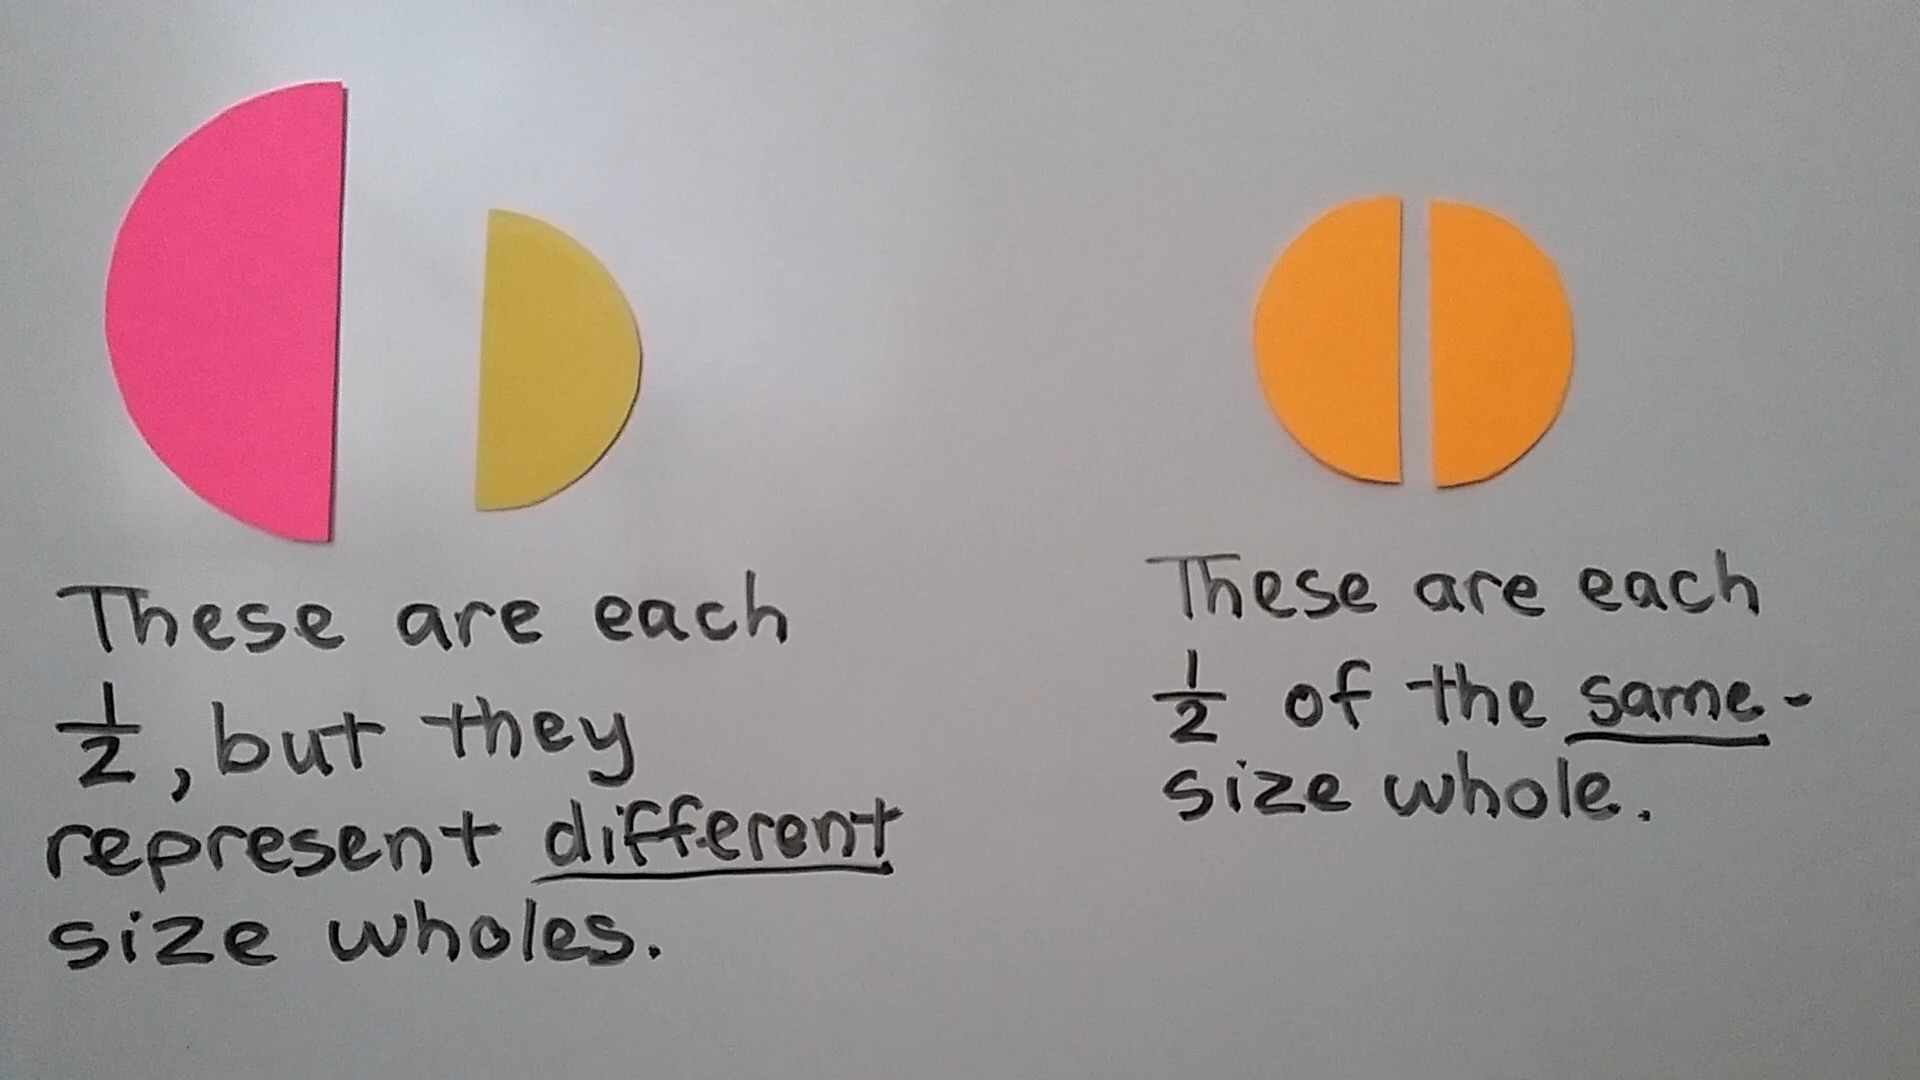 These are each
1/2, but they
represent different
size wholes.
These are each
1/2 of the same-
size whole.